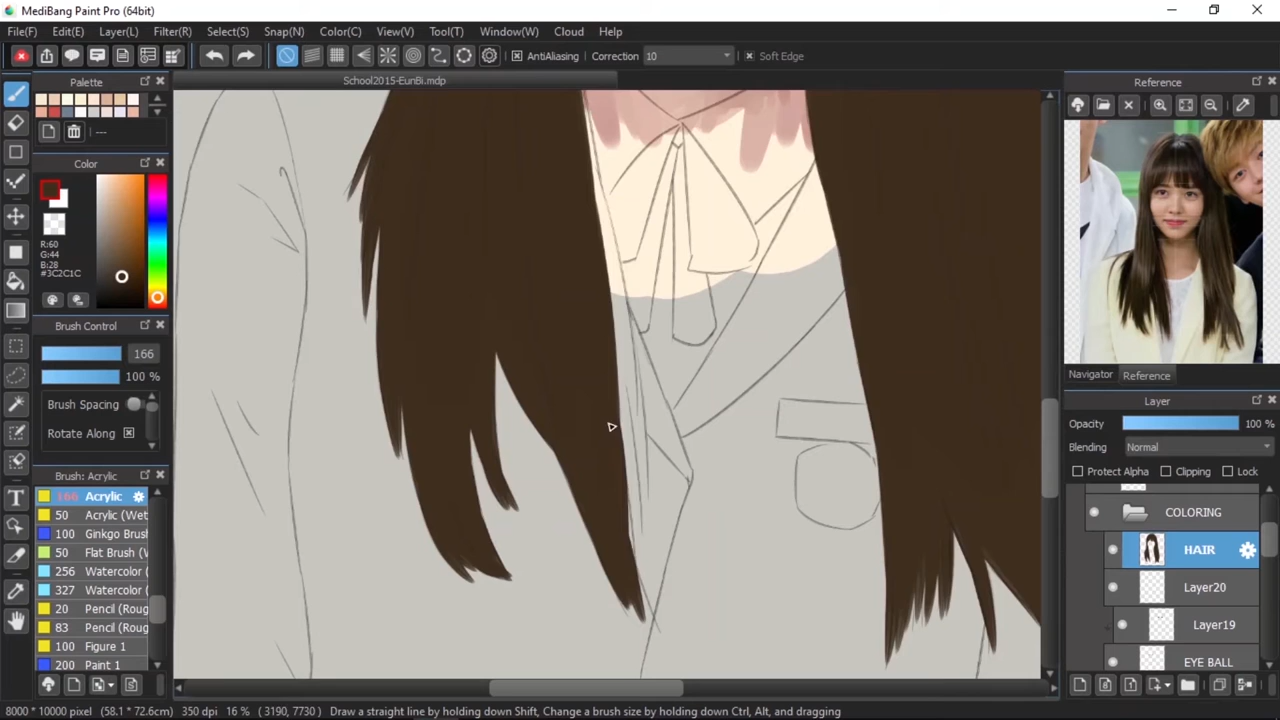 MediBang Paint Pro (64bit)
File(F) Edit(E) Layer(L) Filter(R) Select(S) Snap(N) Color(C) View(V) Tool(T) Window(W) Cloud Help
AntiAliasing Correction 10 Soft Edge
Palette
School2015-EunBi.mdp
Reference
---
Color
R:60
G:44
B:28
#3C2C1C
Brush Control
166
100 %
Brush Spacing
Rotate Along
Brush: Acrylic
166 Acrylic
50 Acrylic (Wet
100 Ginkgo Brush
50 Flat Brush (W
256 Watercolor (
327 Watercolor (
20 Pencil (Roug
83 Pencil (Roug
100 Figure 1
200 Paint 1
Navigator Reference
Layer
Opacity 100 %
Blending Normal
Protect Alpha Clipping Lock
COLORING
HAIR
Layer20
Layer19
EYE BALL
8000 * 10000 pixel (58.1 * 72.6cm) 350 dpi 16 % ( 3190, 7730 ) Draw a straight line by holding down Shift, Change a brush size by holding down Ctrl, Alt, and dragging